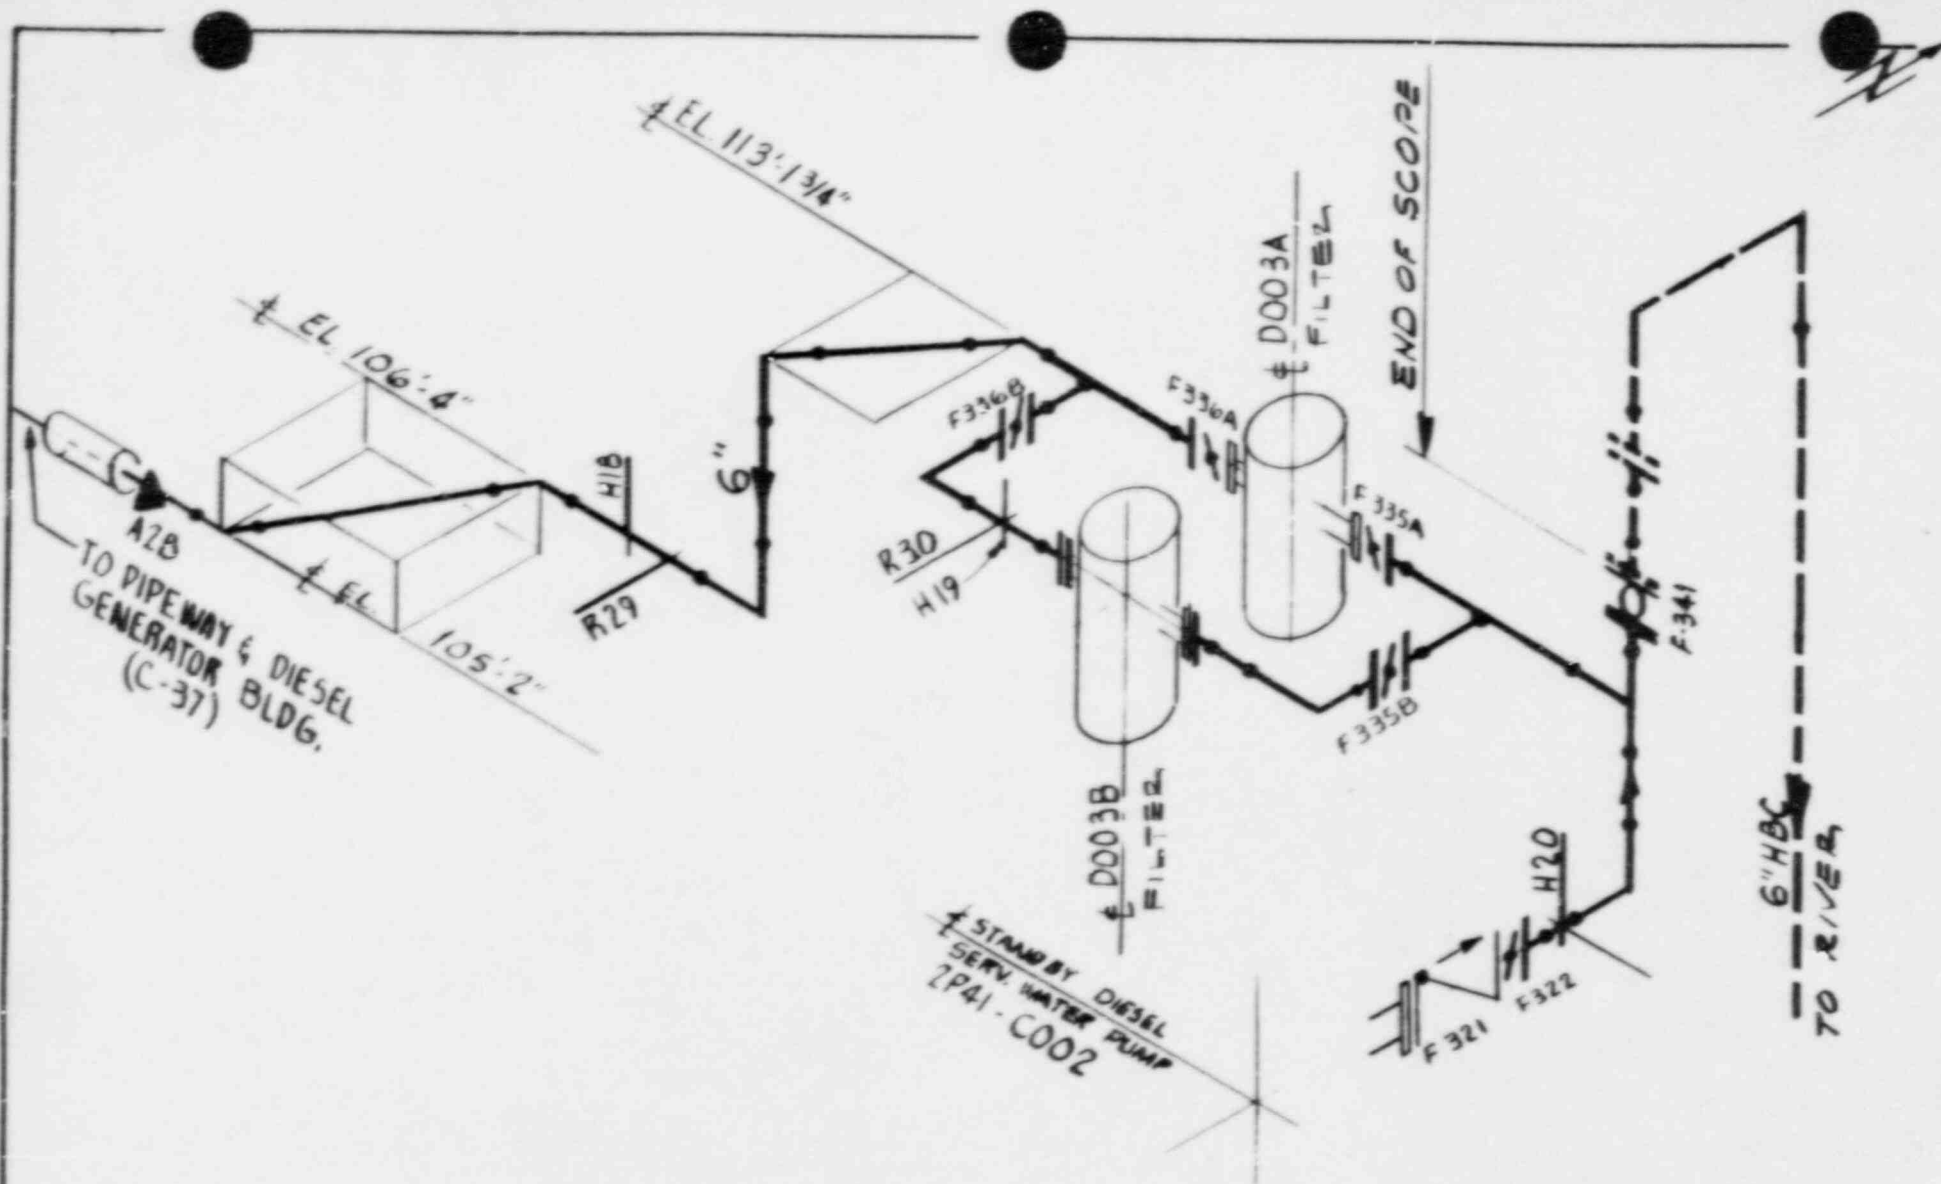 ℄ EL. 113'-1 3/4"
℄ EL 106'-4"
℄ EL. 105'-2"
A28
TO PIPEWAY & DIESEL
GENERATOR BLDG.
(C-37)
H18
R29
6"
F336B
F336A
℄ D003A
FILTER
END OF SCOPE
R30
H19
F335A
F-341
F335B
℄ D003B
FILTER
℄ STANDBY DIESEL
SERV. WATER PUMP
2P41-C002
H20
F322
F321
6"HBC
TO RIVER